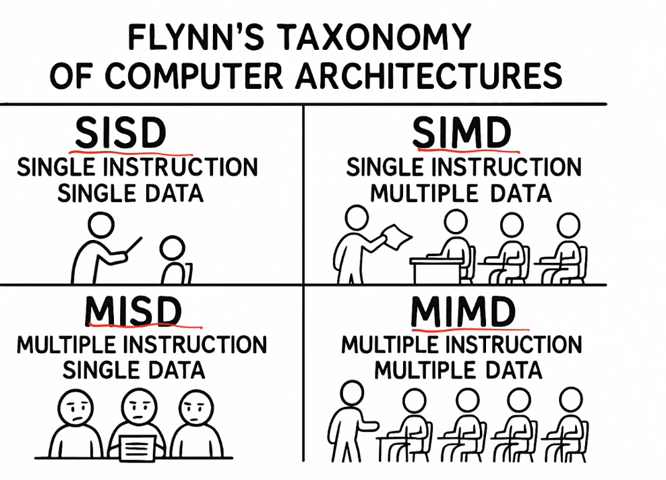 FLYNN'S TAXONOMY
OF COMPUTER ARCHITECTURES
SISD
SINGLE INSTRUCTION
SINGLE DATA
SIMD
SINGLE INSTRUCTION
MULTIPLE DATA
MISD
MULTIPLE INSTRUCTION
SINGLE DATA
MIMD
MULTIPLE INSTRUCTION
MULTIPLE DATA